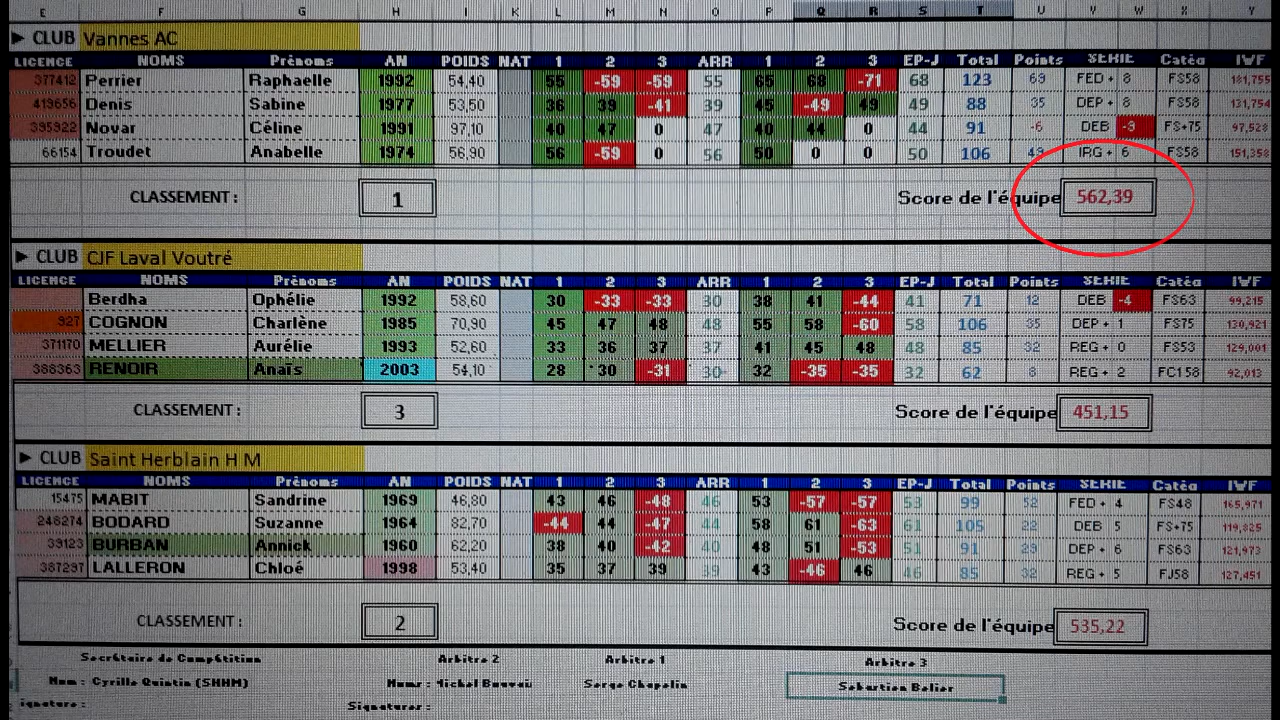 E F G H I K L M N O P Q R S T U V W X Y
► CLUB Vannes AC
LICENCE NOMS Prènoms AN POIDS NAT 1 2 3 ARR 1 2 3 EP-J Total Points SERIE Catéa IWF
377412 Perrier Raphaelle 1992 54,40 55 -59 -59 55 65 68 -71 68 123 69 FED + 8 FS58 181,755
419656 Denis Sabine 1977 53,50 36 39 -41 39 45 -49 49 49 88 35 DEP + 8 FS58 131,754
395922 Novar Céline 1991 97,10 40 47 0 47 40 44 0 44 91 -6 DEB -9 FS+75 97,528
66154 Troudet Anabelle 1974 56,90 56 -59 0 56 50 0 0 50 106 49 IRG + 6 FS58 151,358
CLASSEMENT : 1 Score de l'équipe 562,39
► CLUB CJF Laval Voutré
LICENCE NOMS Prènoms AN POIDS NAT 1 2 3 ARR 1 2 3 EP-J Total Points SERIE Catéa IWF
Berdha Ophélie 1992 58,60 30 -33 -33 30 38 41 -44 41 71 12 DEB -4 FS63 99,215
927 COGNON Charlène 1985 70,90 45 47 48 48 55 58 -60 58 106 35 DEP + 1 FS75 130,921
371170 MELLIER Aurélie 1993 52,60 33 36 37 37 41 45 48 48 85 32 REG + 0 FS53 129,001
388363 RENOIR Anaïs 2003 54,10 28 30 -31 30 32 -35 -35 32 62 8 REG + 2 FC158 92,013
CLASSEMENT : 3 Score de l'équipe 451,15
► CLUB Saint Herblain H M
LICENCE NOMS Prènoms AN POIDS NAT 1 2 3 ARR 1 2 3 EP-J Total Points SERIE Catéa IWF
15475 MABIT Sandrine 1969 46,80 43 46 -48 46 53 -57 -57 53 99 52 FED + 4 FS48 165,971
248274 BODARD Suzanne 1964 82,70 -44 44 -47 44 58 61 -63 61 105 22 DEB 5 FS+75 119,825
39123 BURBAN Annick 1960 62,20 38 40 -42 40 48 51 -53 51 91 29 DEP + 6 FS63 121,973
387297 LALLERON Chloé 1998 53,40 35 37 39 39 43 -46 46 46 85 32 REG + 5 FJ58 127,451
CLASSEMENT : 2 Score de l'équipe 535,22
Secrétaire de Compétition Arbitre 2 Arbitre 1 Arbitre 3
Nom : Cyrille Quintin (SHHM) Michel Serge Chapelin Sebastien Belier
ignature : Signature :